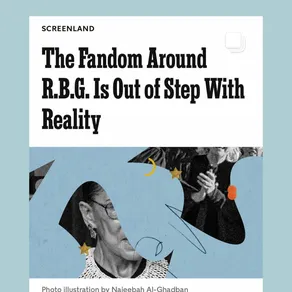 SCREENLAND
The Fandom Around
R.B.G. Is Out of Step With
Reality
Photo illustration by Najeebah Al-Ghadban